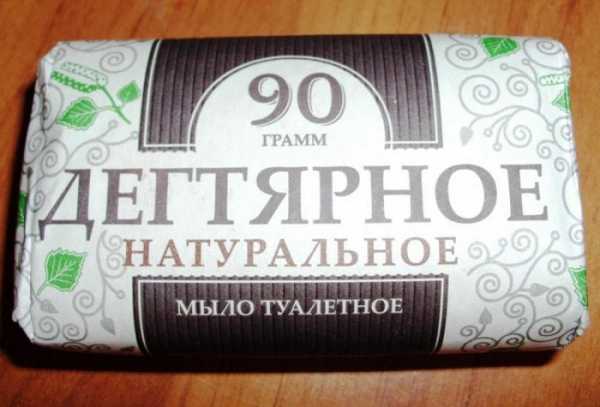 90
ГРАММ
ДЕГТЯРНОЕ
НАТУРАЛЬНОЕ
МЫЛО ТУАЛЕТНОЕ